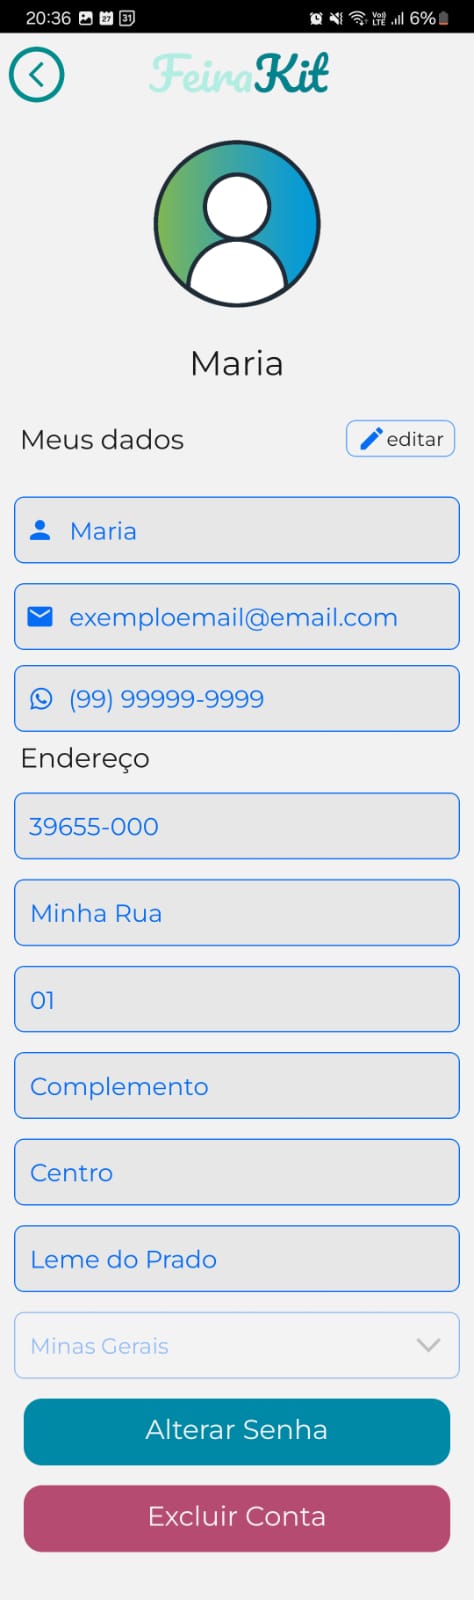 20:36 27 31 Vo) LTE 6%
FeiraKit
Maria
Meus dados
editar
Maria
exemploemail@email.com
(99) 99999-9999
Endereço
39655-000
Minha Rua
01
Complemento
Centro
Leme do Prado
Minas Gerais
Alterar Senha
Excluir Conta